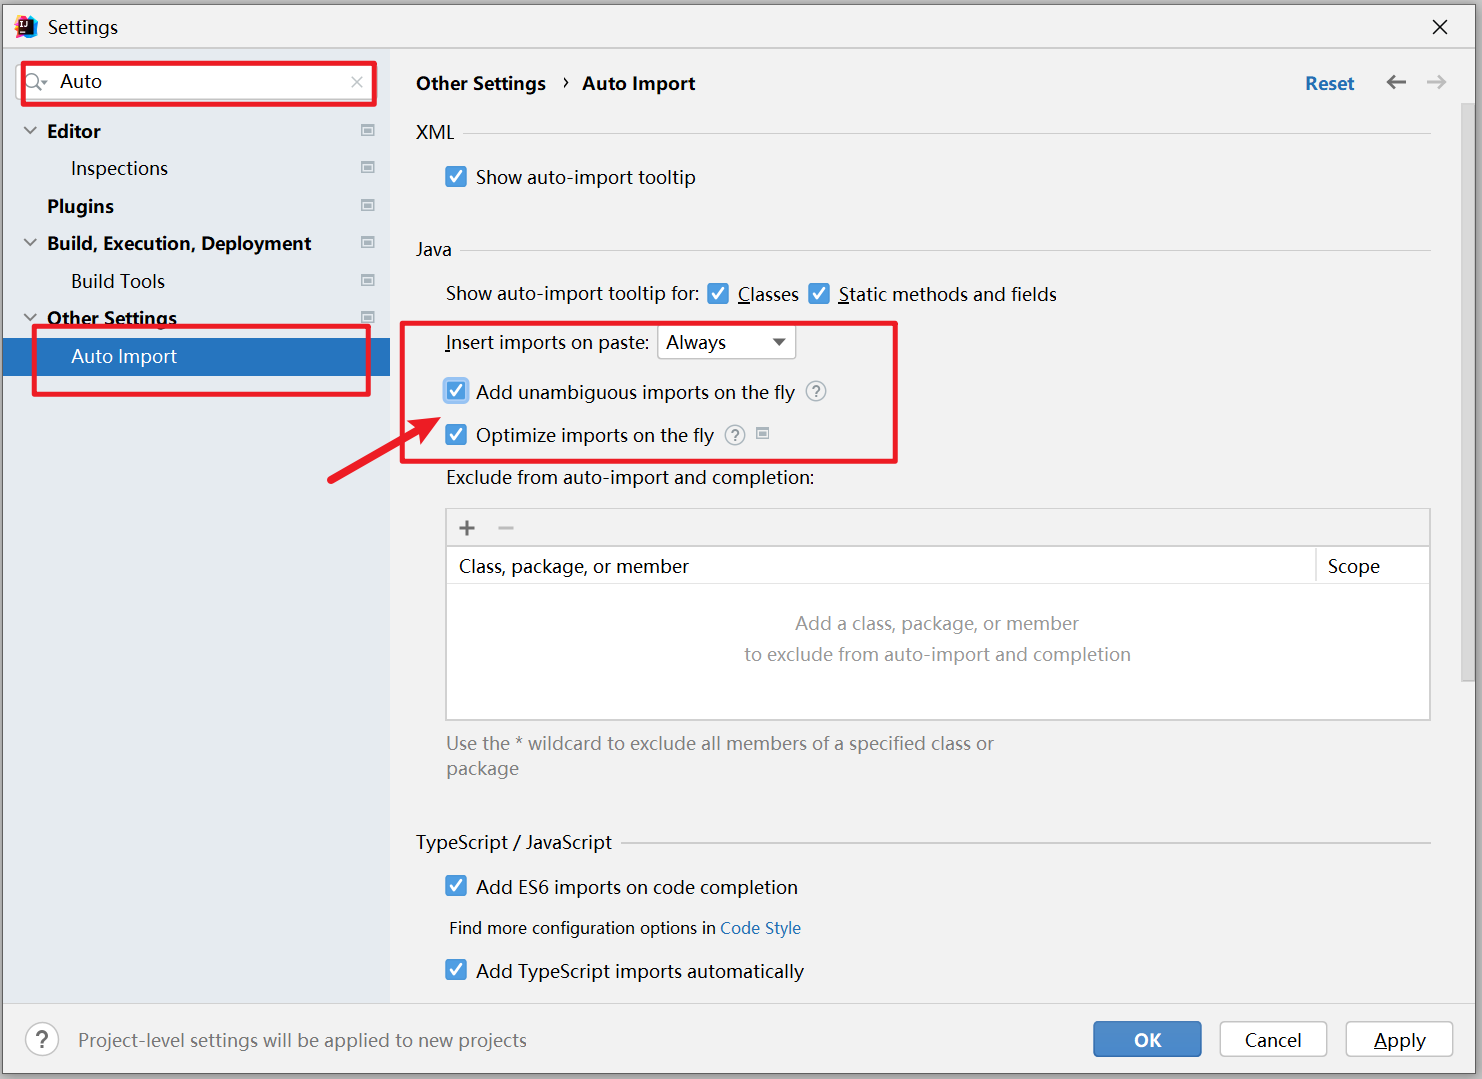 Settings
Auto
Editor
Inspections
Plugins
Build, Execution, Deployment
Build Tools
Other Settings
Auto Import
Other Settings › Auto Import
Reset
XML
Show auto-import tooltip
Java
Show auto-import tooltip for: Classes Static methods and fields
Insert imports on paste: Always
Add unambiguous imports on the fly ?
Optimize imports on the fly ?
Exclude from auto-import and completion:
Class, package, or member Scope
Add a class, package, or member
to exclude from auto-import and completion
Use the * wildcard to exclude all members of a specified class or
package
TypeScript / JavaScript
Add ES6 imports on code completion
Find more configuration options in Code Style
Add TypeScript imports automatically
? Project-level settings will be applied to new projects
OK Cancel Apply